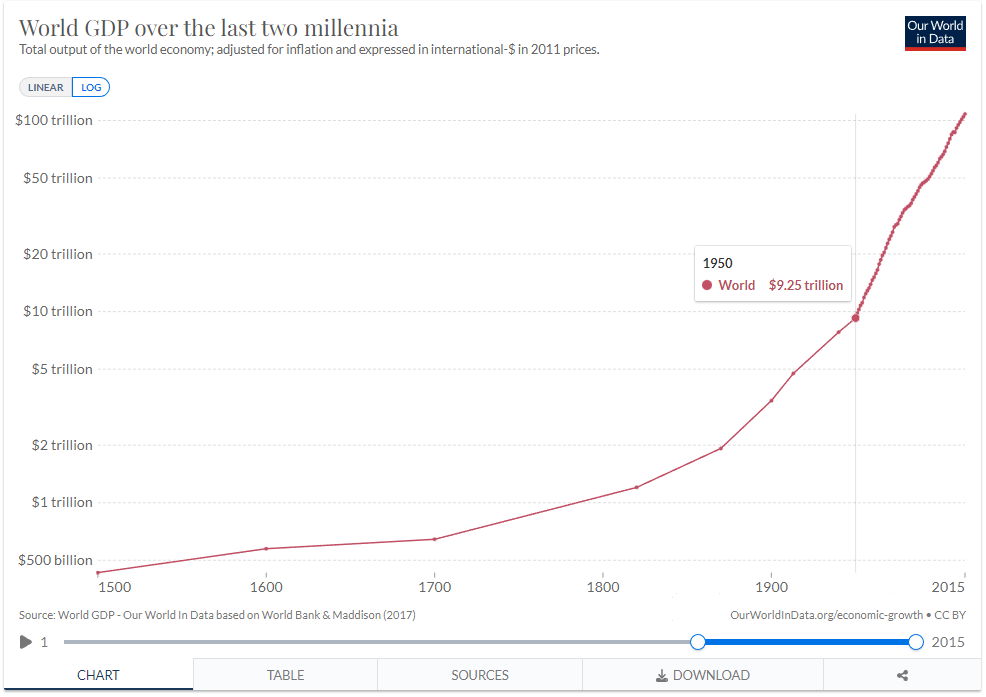 World GDP over the last two millennia
Total output of the world economy; adjusted for inflation and expressed in international-$ in 2011 prices.
Our World
in Data
LINEAR LOG
$100 trillion
$50 trillion
$20 trillion
$10 trillion
$5 trillion
$2 trillion
$1 trillion
$500 billion
1950
World $9.25 trillion
1500 1600 1700 1800 1900 2015
Source: World GDP - Our World In Data based on World Bank & Maddison (2017)
OurWorldInData.org/economic-growth • CC BY
1 2015
CHART TABLE SOURCES DOWNLOAD